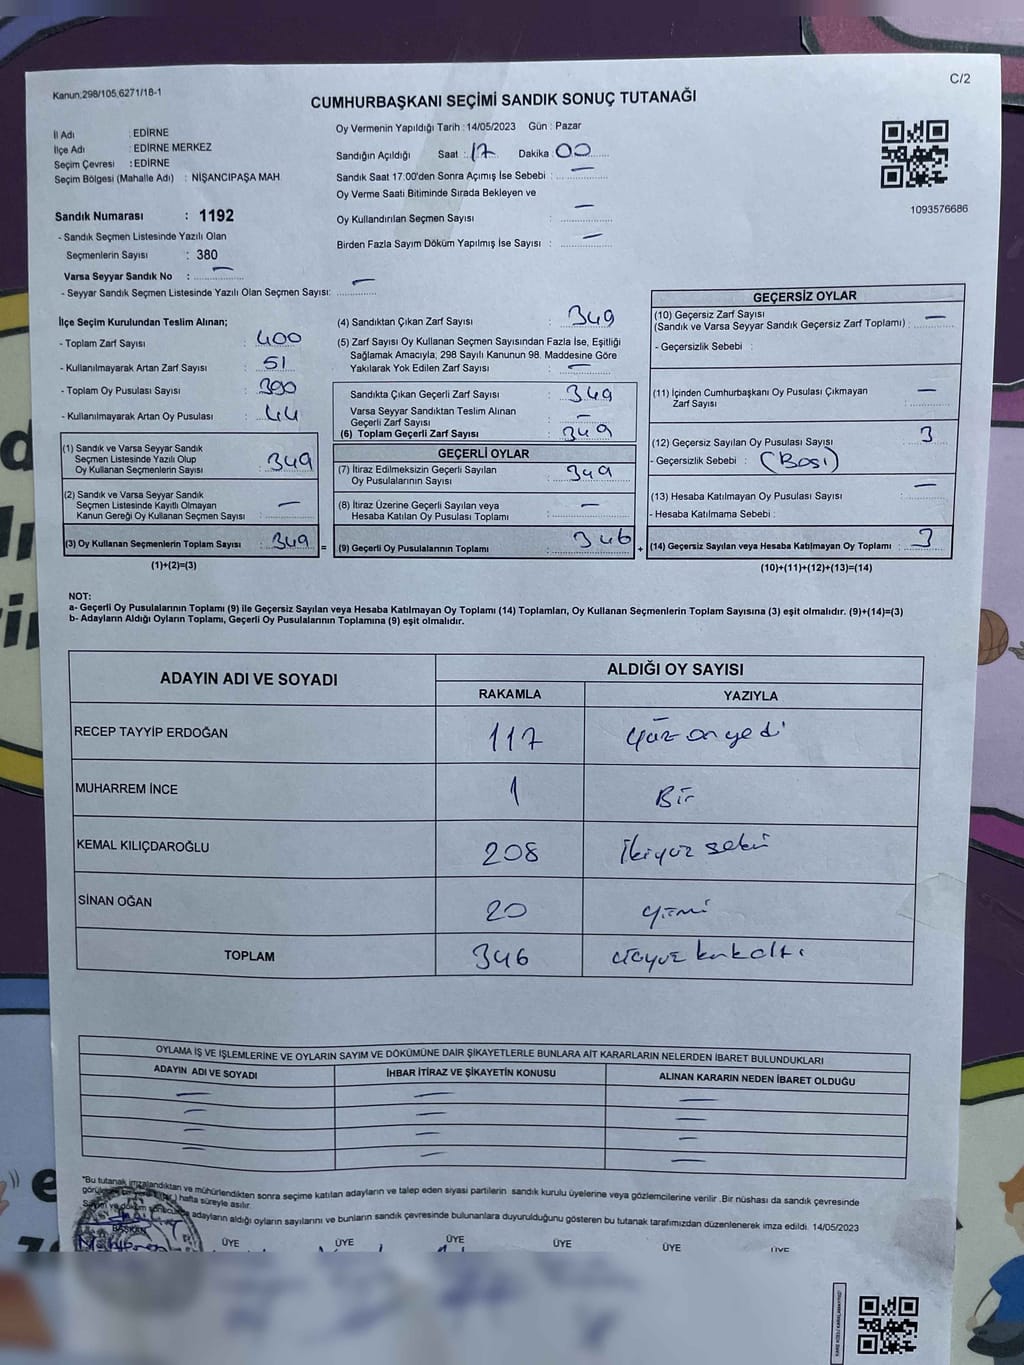 C/2
Kanun:298/105,6271/18-1
CUMHURBAŞKANI SEÇİMİ SANDIK SONUÇ TUTANAĞI
İl Adı : EDİRNE
İlçe Adı : EDİRNE MERKEZ
Seçim Çevresi : EDİRNE
Seçim Bölgesi (Mahalle Adı) : NİŞANCIPAŞA MAH
Sandık Numarası : 1192
- Sandık Seçmen Listesinde Yazılı Olan
Seçmenlerin Sayısı : 380
Varsa Seyyar Sandık No : —
- Seyyar Sandık Seçmen Listesinde Yazılı Olan Seçmen Sayısı: —
Oy Vermenin Yapıldığı Tarih : 14/05/2023 Gün : Pazar
Sandığın Açıldığı Saat : 17 Dakika 00
Sandık Saat 17:00'den Sonra Açımış İse Sebebi : —
Oy Verme Saati Bitiminde Sırada Bekleyen ve
Oy Kullandırılan Seçmen Sayısı : —
Birden Fazla Sayım Döküm Yapılmış İse Sayısı : —
1093576686
İlçe Seçim Kurulundan Teslim Alınan;
- Toplam Zarf Sayısı : 400
- Kullanılmayarak Artan Zarf Sayısı : 51
- Toplam Oy Pusulası Sayısı : 390
- Kullanılmayarak Artan Oy Pusulası : 44
(1) Sandık ve Varsa Seyyar Sandık
Seçmen Listesinde Yazılı Olup
Oy Kullanan Seçmenlerin Sayısı : 349
(2) Sandık ve Varsa Seyyar Sandık
Seçmen Listesinde Kayıtlı Olmayan
Kanun Gereği Oy Kullanan Seçmen Sayısı : —
(3) Oy Kullanan Seçmenlerin Toplam Sayısı : 349 =
(1)+(2)=(3)
(4) Sandıktan Çıkan Zarf Sayısı : 349
(5) Zarf Sayısı Oy Kullanan Seçmen Sayısından Fazla İse, Eşitliği
Sağlamak Amacıyla, 298 Sayılı Kanunun 98. Maddesine Göre
Yakılarak Yok Edilen Zarf Sayısı : —
Sandıkta Çıkan Geçerli Zarf Sayısı : 349
Varsa Seyyar Sandıktan Teslim Alınan
Geçerli Zarf Sayısı : —
(6) Toplam Geçerli Zarf Sayısı : 349
GEÇERLİ OYLAR
(7) İtiraz Edilmeksizin Geçerli Sayılan
Oy Pusulalarının Sayısı : 349
(8) İtiraz Üzerine Geçerli Sayılan veya
Hesaba Katılan Oy Pusulası Toplamı : —
(9) Geçerli Oy Pusulalarının Toplamı : 346 +
GEÇERSİZ OYLAR
(10) Geçersiz Zarf Sayısı
(Sandık ve Varsa Seyyar Sandık Geçersiz Zarf Toplamı) : —
- Geçersizlik Sebebi :
(11) İçinden Cumhurbaşkanı Oy Pusulası Çıkmayan
Zarf Sayısı : —
(12) Geçersiz Sayılan Oy Pusulası Sayısı : 3
- Geçersizlik Sebebi : (Boş)
(13) Hesaba Katılmayan Oy Pusulası Sayısı : —
- Hesaba Katılmama Sebebi :
(14) Geçersiz Sayılan veya Hesaba Katılmayan Oy Toplamı : 3
(10)+(11)+(12)+(13)=(14)
NOT:
a- Geçerli Oy Pusulalarının Toplamı (9) ile Geçersiz Sayılan veya Hesaba Katılmayan Oy Toplamı (14) Toplamları, Oy Kullanan Seçmenlerin Toplam Sayısına (3) eşit olmalıdır. (9)+(14)=(3)
b- Adayların Aldığı Oyların Toplamı, Geçerli Oy Pusulalarının Toplamına (9) eşit olmalıdır.
ADAYIN ADI VE SOYADI ALDIĞI OY SAYISI
RAKAMLA YAZIYLA
RECEP TAYYİP ERDOĞAN 117 Yüz onyedi
MUHARREM İNCE 1 Bir
KEMAL KILIÇDAROĞLU 208 İkiyüz sekiz
SİNAN OĞAN 20 Yirmi
TOPLAM 346
OYLAMA İŞ VE İŞLEMLERİNE VE OYLARIN SAYIM VE DÖKÜMÜNE DAİR ŞİKAYETLERLE BUNLARA AİT KARARLARIN NELERDEN İBARET BULUNDUKLARI
ADAYIN ADI VE SOYADI İHBAR İTİRAZ VE ŞİKAYETİN KONUSU ALINAN KARARIN NEDEN İBARET OLDUĞU
*Bu tutanak imzalandıktan ve mühürlendikten sonra seçime katılan adayların ve talep eden siyasi partilerin sandık kurulu üyelerine veya gözlemcilerine verilir .Bir nüshası da sandık çevresinde
hafta süreyle asılır.
adayların aldığı oyların sayılarını ve bunların sandık çevresinde bulunanlara duyurulduğunu gösteren bu tutanak tarafımızdan düzenlenerek imza edildi. 14/05/2023
BAŞKAN ÜYE ÜYE ÜYE ÜYE ÜYE ÜYE